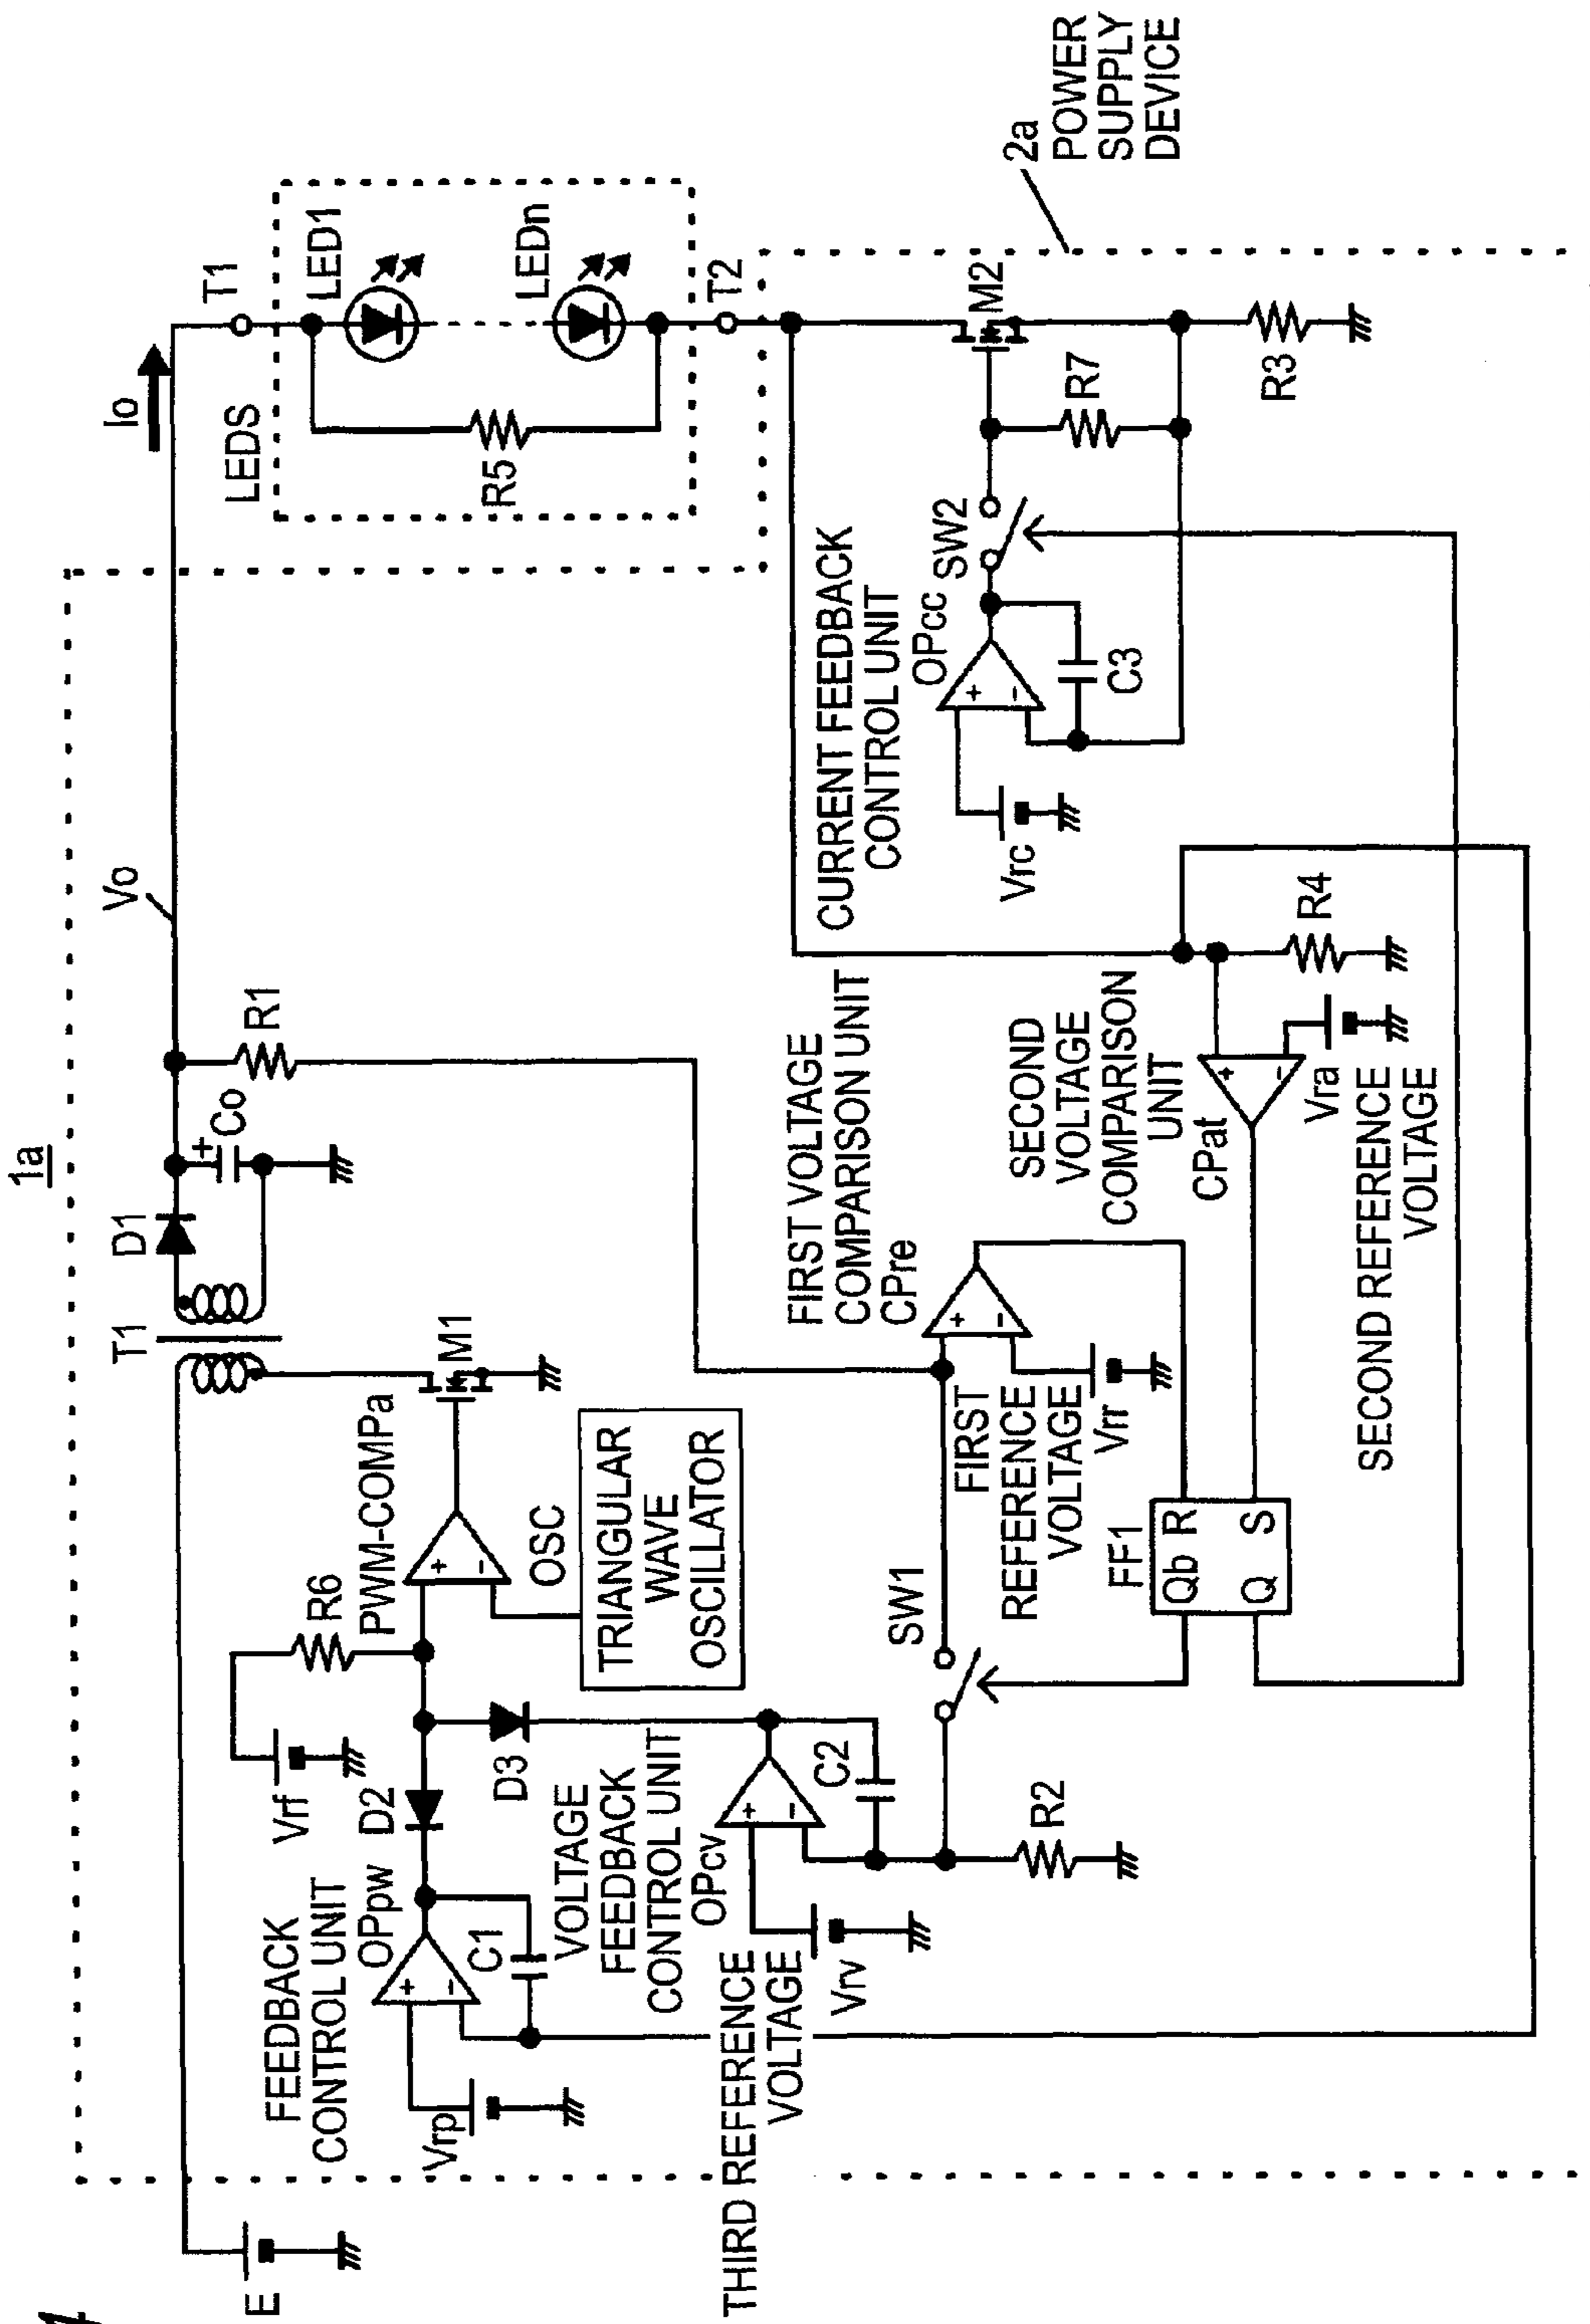 4
1a
E
T1
D1
Co
+
R1
Vo
Io
T1
LEDS
LED1
LEDn
R5
T2
2a
POWER
SUPPLY
DEVICE
FEEDBACK
CONTROL UNIT
OPpw
+
-
Vrp
C1
D2
Vrf
R6
PWM-COMPa
+
-
M1
OSC
TRIANGULAR
WAVE
OSCILLATOR
D3
VOLTAGE
FEEDBACK
CONTROL UNIT
OPcv
+
-
C2
THIRD REFERENCE
VOLTAGE
Vrv
R2
SW1
FIRST VOLTAGE
COMPARISON UNIT
CPre
+
-
FIRST
REFERENCE
VOLTAGE
Vrr
FF1
Qb R
Q S
SECOND
VOLTAGE
COMPARISON
UNIT
CPat
+
-
Vra
SECOND REFERENCE
VOLTAGE
R4
CURRENT FEEDBACK
CONTROL UNIT
OPcc
+
-
Vrc
C3
SW2
M2
R7
R3